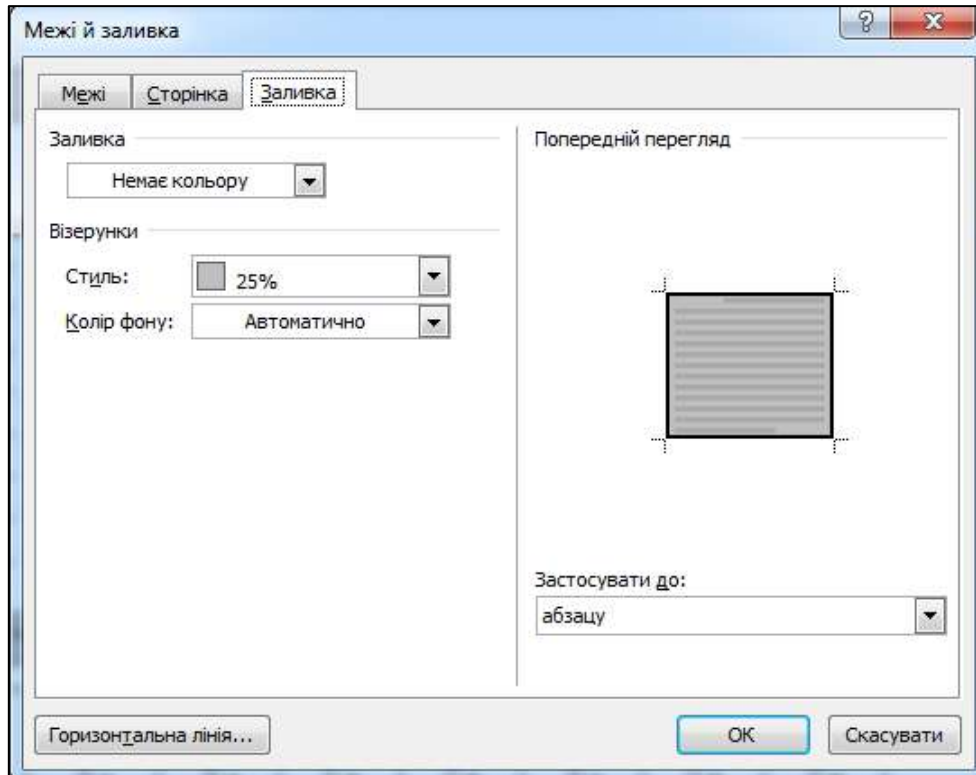 Межі й заливка
Межі Сторінка Заливка
Заливка
Немає кольору
Візерунки
Стиль: 25%
Колір фону: Автоматично
Попередній перегляд
Застосувати до:
абзацу
Горизонтальна лінія... ОК Скасувати